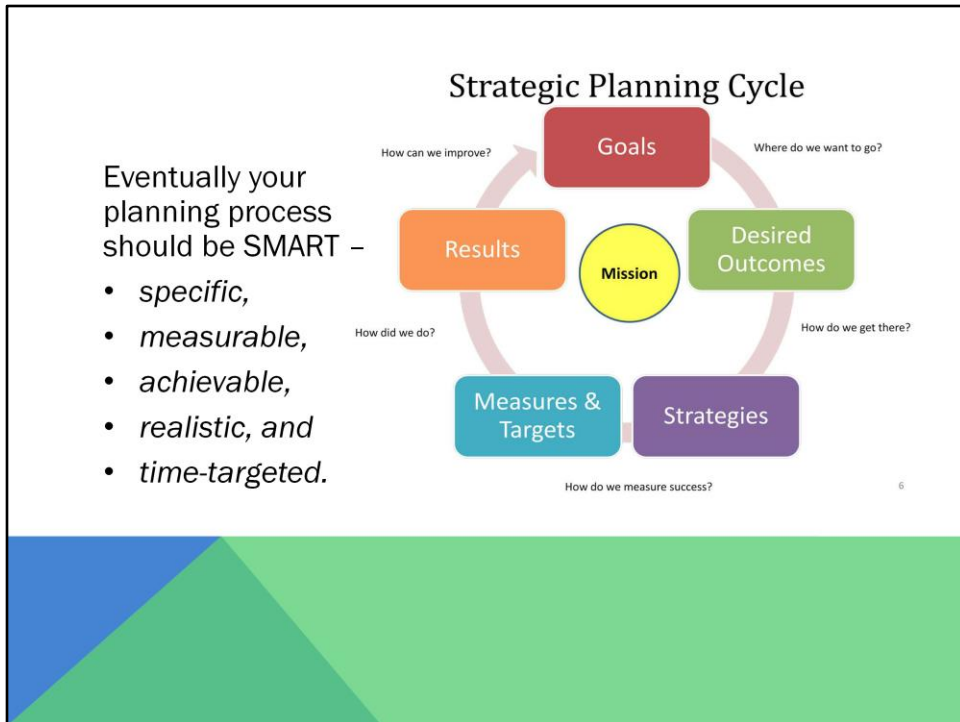 Strategic Planning Cycle
Eventually your
planning process
should be SMART –
• specific,
• measurable,
• achievable,
• realistic, and
• time-targeted.
Goals
Where do we want to go?
Desired
Outcomes
How do we get there?
Strategies
How do we measure success?
Measures &
Targets
How did we do?
Results
How can we improve?
Mission
6